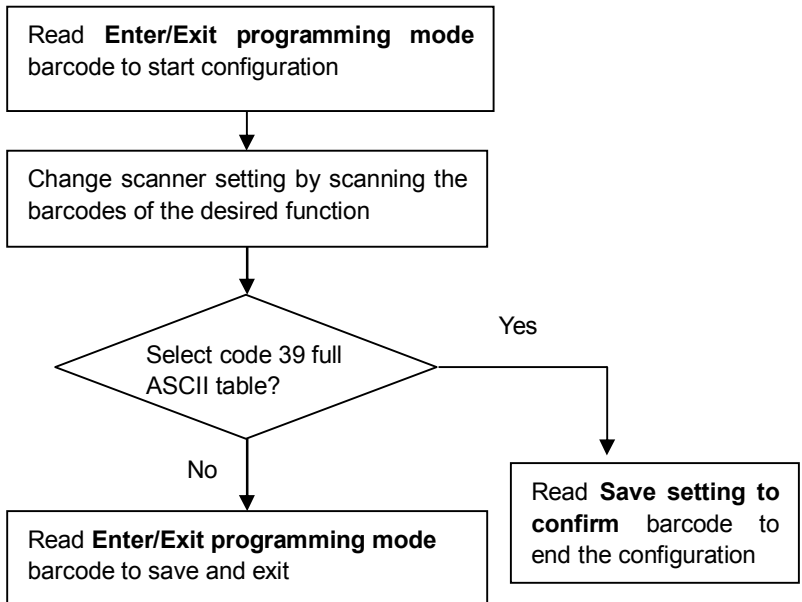 Read Enter/Exit programming mode
barcode to start configuration
Change scanner setting by scanning the
barcodes of the desired function
Select code 39 full
ASCII table?
Yes
No
Read Save setting to
confirm barcode to
end the configuration
Read Enter/Exit programming mode
barcode to save and exit